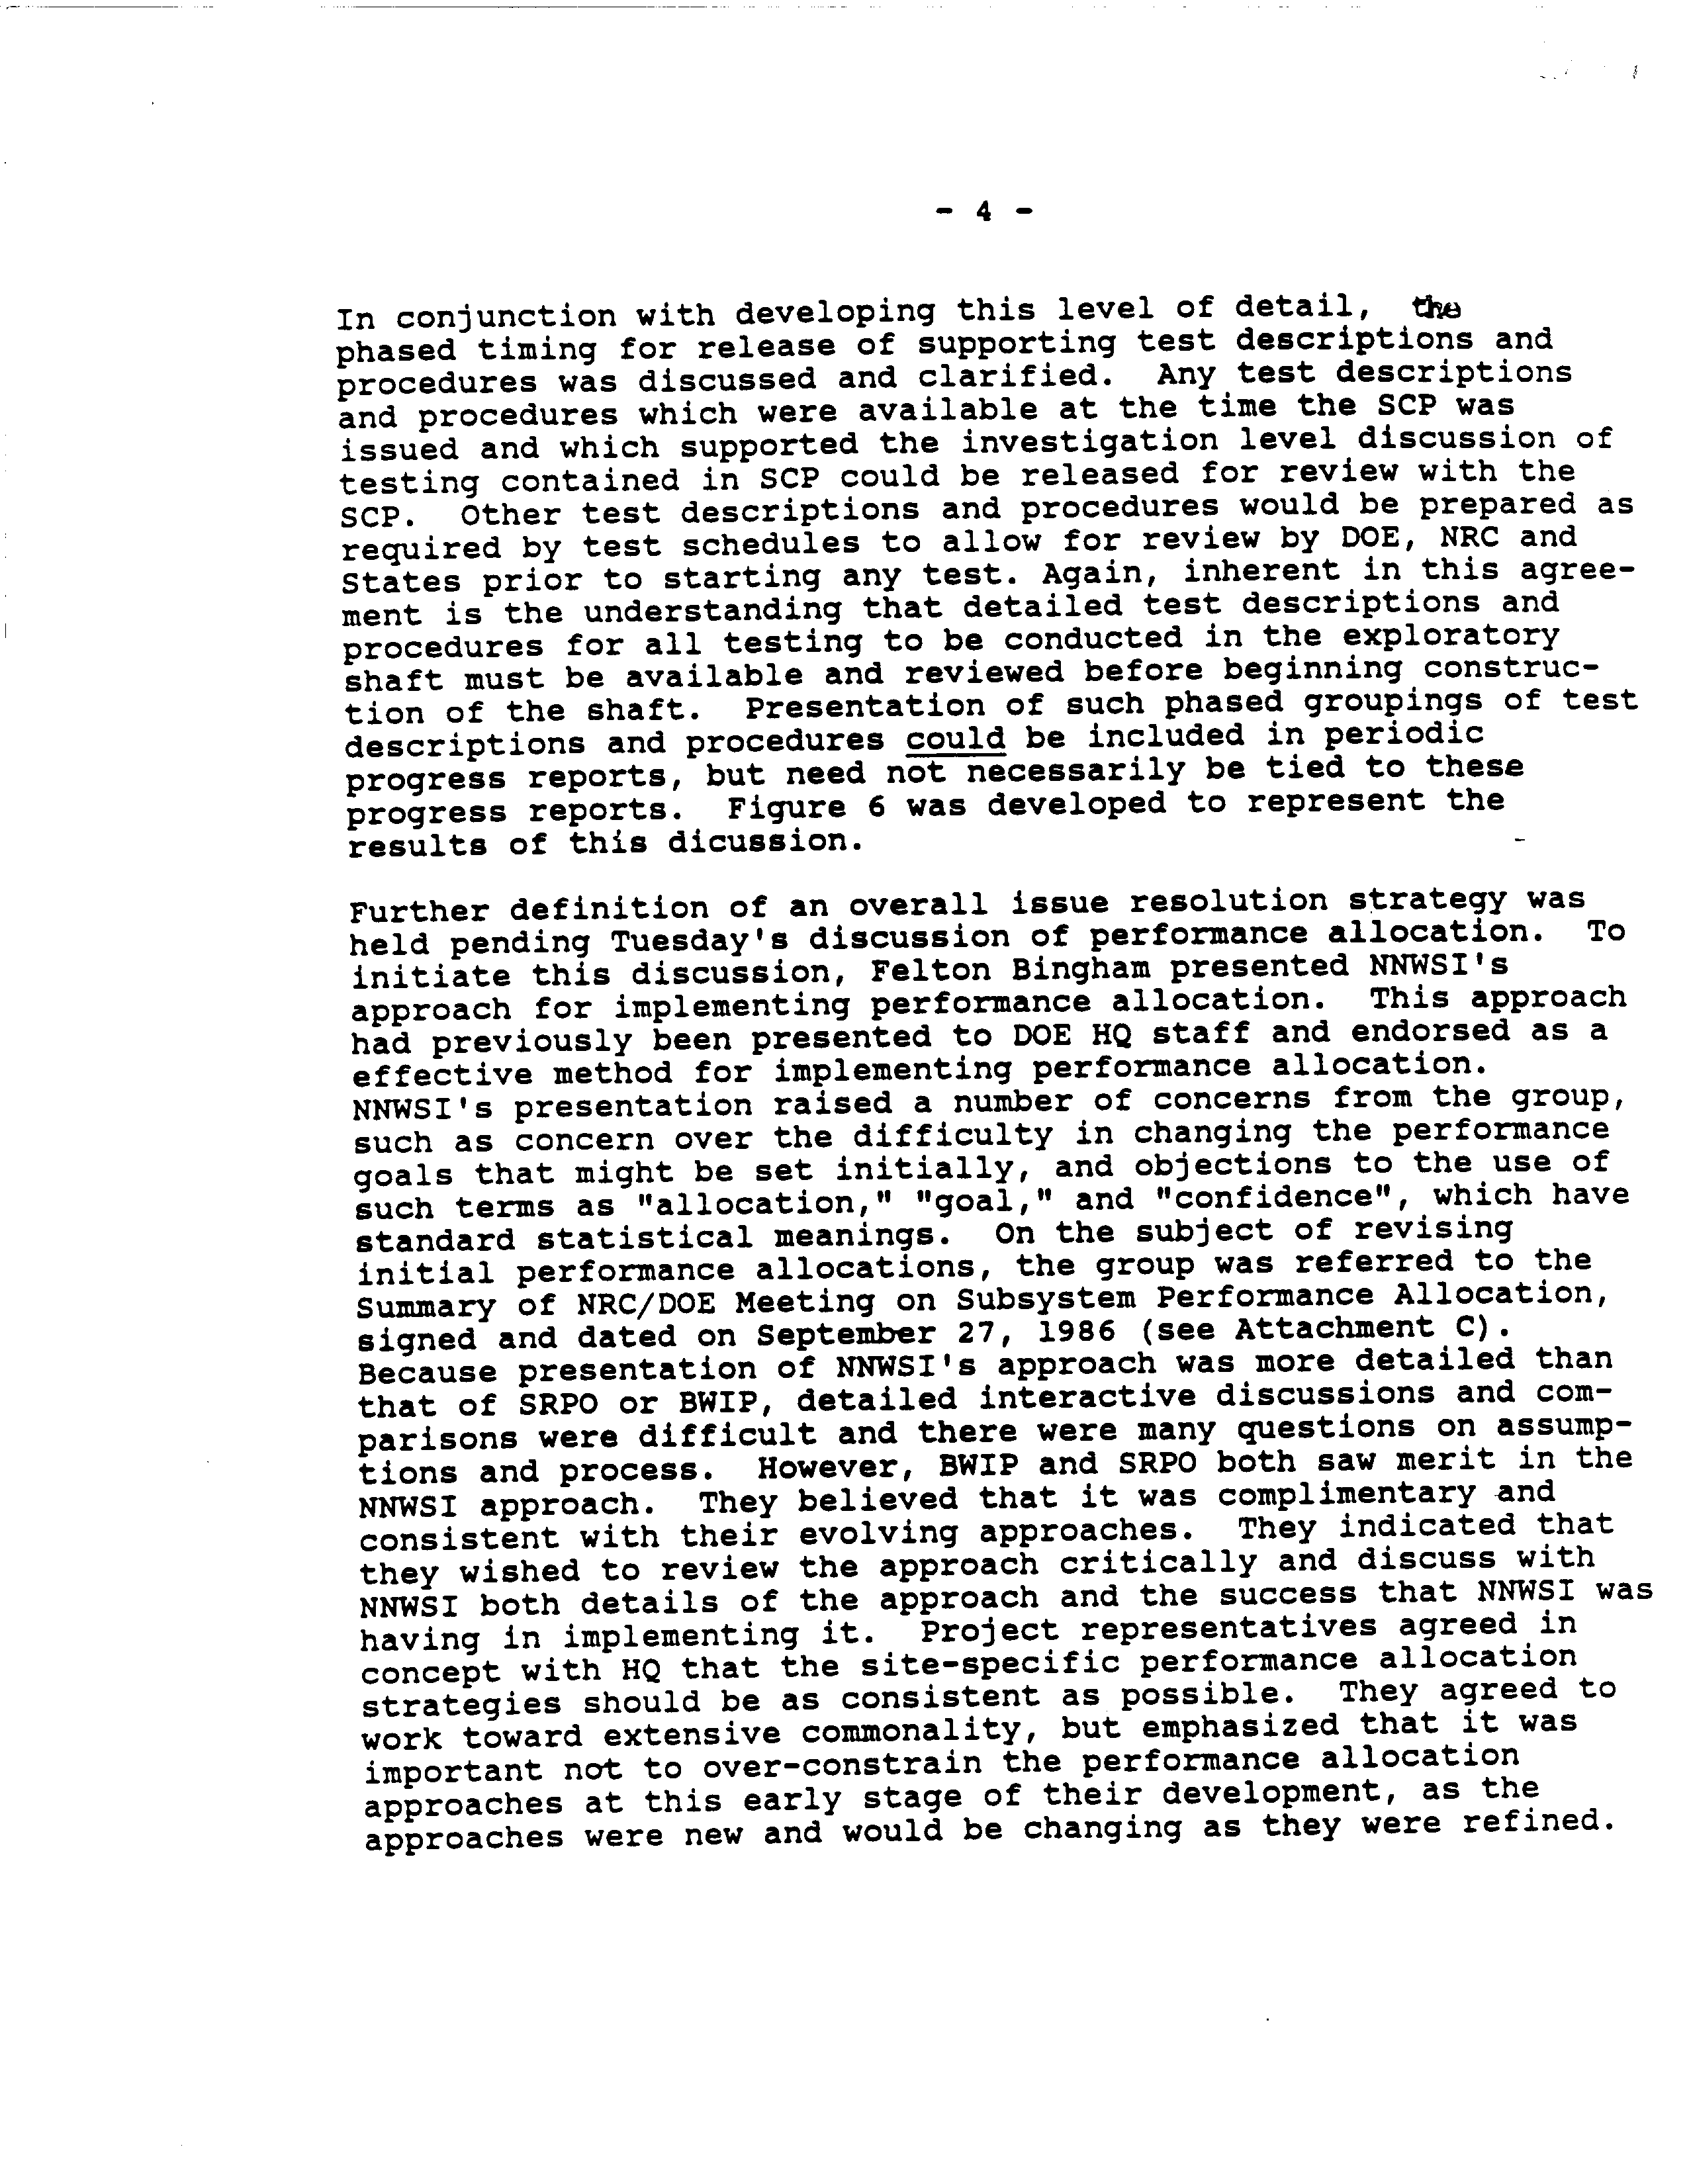 - 4 -
In conjunction with developing this level of detail, the
phased timing for release of supporting test descriptions and
procedures was discussed and clarified. Any test descriptions
and procedures which were available at the time the SCP was
issued and which supported the investigation level discussion of
testing contained in SCP could be released for review with the
SCP. Other test descriptions and procedures would be prepared as
required by test schedules to allow for review by DOE, NRC and
States prior to starting any test. Again, inherent in this agree-
ment is the understanding that detailed test descriptions and
procedures for all testing to be conducted in the exploratory
shaft must be available and reviewed before beginning construc-
tion of the shaft. Presentation of such phased groupings of test
descriptions and procedures could be included in periodic
progress reports, but need not necessarily be tied to these
progress reports. Figure 6 was developed to represent the
results of this dicussion.
Further definition of an overall issue resolution strategy was
held pending Tuesday's discussion of performance allocation. To
initiate this discussion, Felton Bingham presented NNWSI's
approach for implementing performance allocation. This approach
had previously been presented to DOE HQ staff and endorsed as a
effective method for implementing performance allocation.
NNWSI's presentation raised a number of concerns from the group,
such as concern over the difficulty in changing the performance
goals that might be set initially, and objections to the use of
such terms as "allocation," "goal," and "confidence", which have
standard statistical meanings. On the subject of revising
initial performance allocations, the group was referred to the
Summary of NRC/DOE Meeting on Subsystem Performance Allocation,
signed and dated on September 27, 1986 (see Attachment C).
Because presentation of NNWSI's approach was more detailed than
that of SRPO or BWIP, detailed interactive discussions and com-
parisons were difficult and there were many questions on assump-
tions and process. However, BWIP and SRPO both saw merit in the
NNWSI approach. They believed that it was complimentary and
consistent with their evolving approaches. They indicated that
they wished to review the approach critically and discuss with
NNWSI both details of the approach and the success that NNWSI was
having in implementing it. Project representatives agreed in
concept with HQ that the site-specific performance allocation
strategies should be as consistent as possible. They agreed to
work toward extensive commonality, but emphasized that it was
important not to over-constrain the performance allocation
approaches at this early stage of their development, as the
approaches were new and would be changing as they were refined.